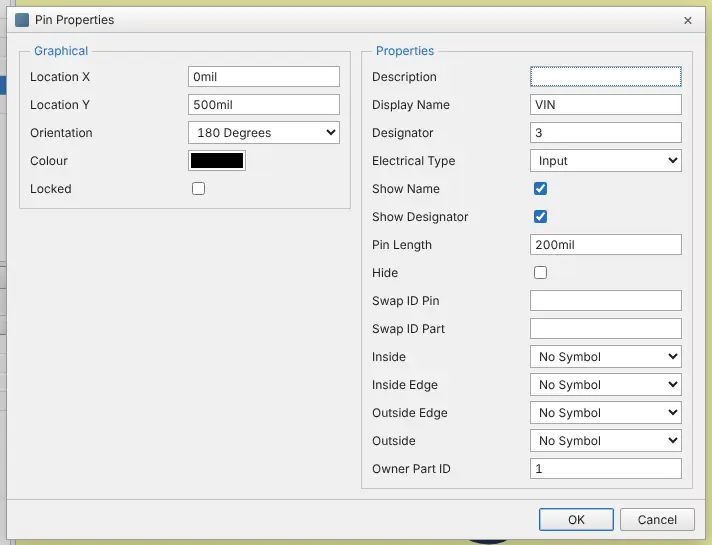 Pin Properties
Graphical
Location X 0mil
Location Y 500mil
Orientation 180 Degrees
Colour
Locked
Properties
Description
Display Name VIN
Designator 3
Electrical Type Input
Show Name
Show Designator
Pin Length 200mil
Hide
Swap ID Pin
Swap ID Part
Inside No Symbol
Inside Edge No Symbol
Outside Edge No Symbol
Outside No Symbol
Owner Part ID 1
OK Cancel